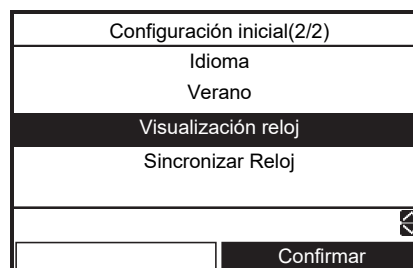 Configuración inicial(2/2)
Idioma
Verano
Visualización reloj
Sincronizar Reloj
Confirmar